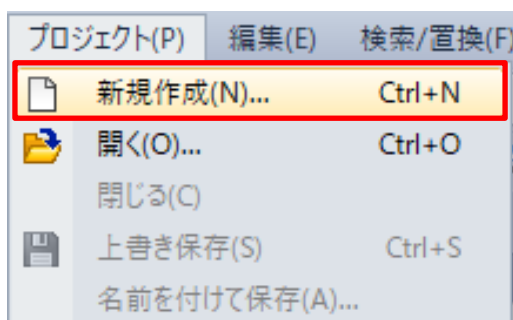 プロジェクト(P) 編集(E) 検索/置換(F)
新規作成(N)... Ctrl+N
開く(O)... Ctrl+O
閉じる(C)
上書き保存(S) Ctrl+S
名前を付けて保存(A)...